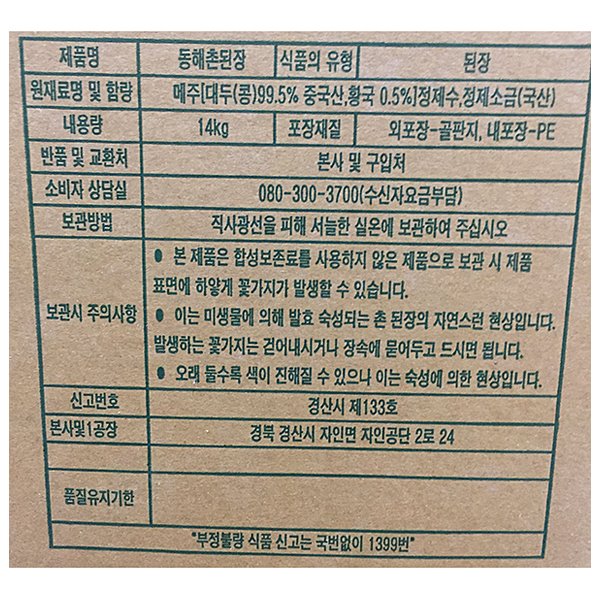 제품명 동해촌된장 식품의 유형 된장
원재료명 및 함량 메주[대두(콩)99.5% 중국산,황국 0.5%]정제수,정제소금(국산)
내용량 14kg 포장재질 외포장-골판지, 내포장-PE
반품 및 교환처 본사 및 구입처
소비자 상담실 080-300-3700(수신자요금부담)
보관방법 직사광선을 피해 서늘한 실온에 보관하여 주십시오
보관시 주의사항
● 본 제품은 합성보존료를 사용하지 않은 제품으로 보관 시, 제품
표면에 하얗게 꽃가지가 발생할 수 있습니다.
● 이는 미생물에 의해 발효 숙성되는 촌 된장의 자연스런 현상입니다.
발생하는 꽃가지는 걷어내시거나 장속에 묻어두고 드시면 됩니다.
● 오래 둘수록 색이 진해질 수 있으나 이는 숙성에 의한 현상입니다.
신고번호 경산시 제133호
본사및1공장 경북 경산시 자인면 자인공단 2로 24
품질유지기한
"부정불량 식품 신고는 국번없이 1399번"